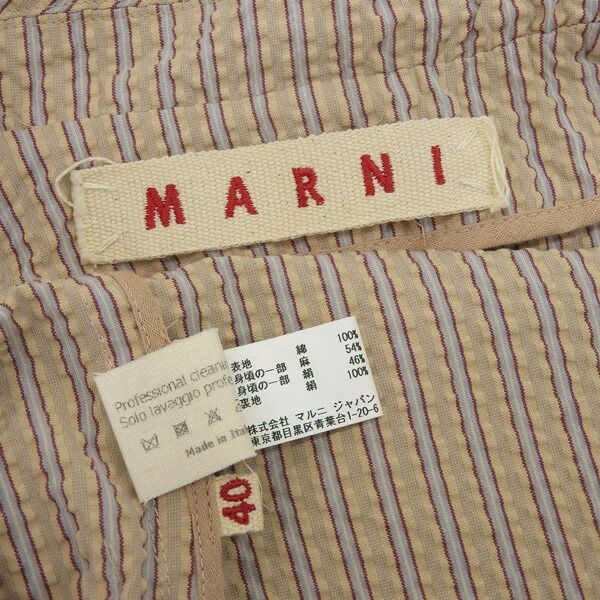 MARNI
Professional cleani
Solo lavaggio profe
Made in Ital
表地 綿 100%
身頃の一部 麻 54%
身頃の一部 絹 46%
裏地 絹 100%
株式会社 マルニ ジャパン
東京都目黒区青葉台1-20-6
40